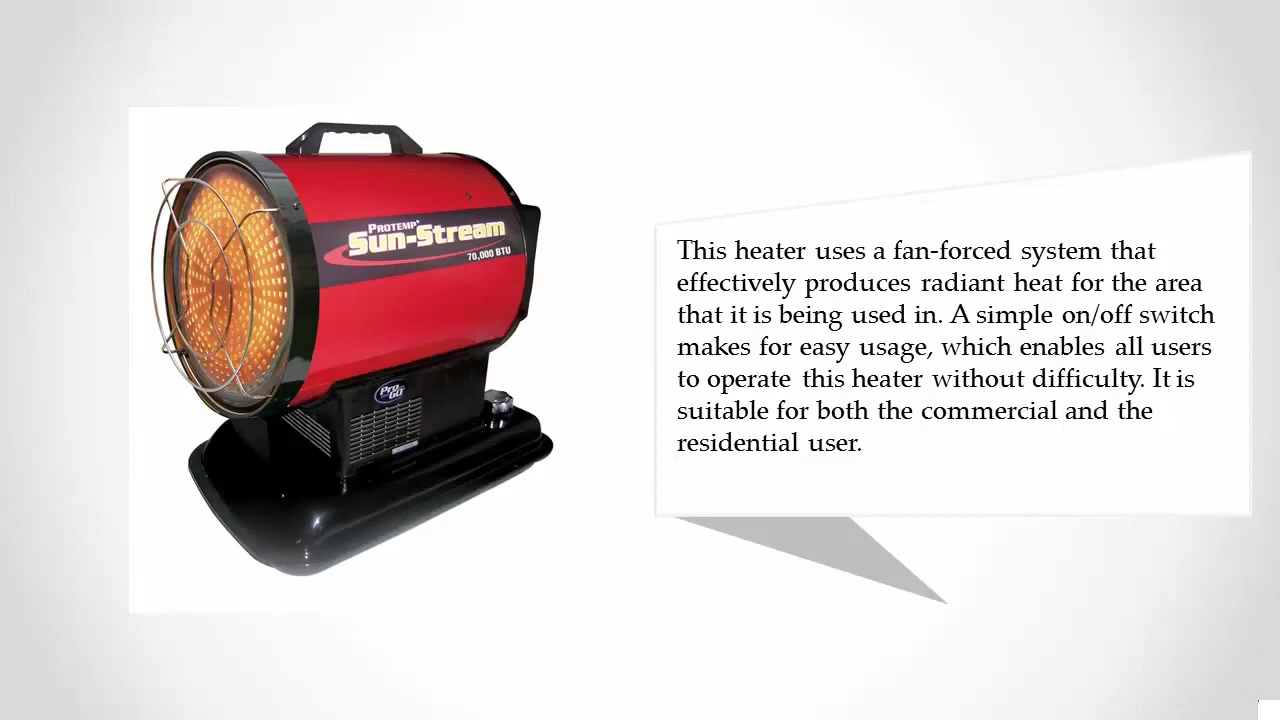 PROTEMP
Sun-Stream
70,000 BTU
Pro
GO
This heater uses a fan-forced system that
effectively produces radiant heat for the area
that it is being used in. A simple on/off switch
makes for easy usage, which enables all users
to operate this heater without difficulty. It is
suitable for both the commercial and the
residential user.